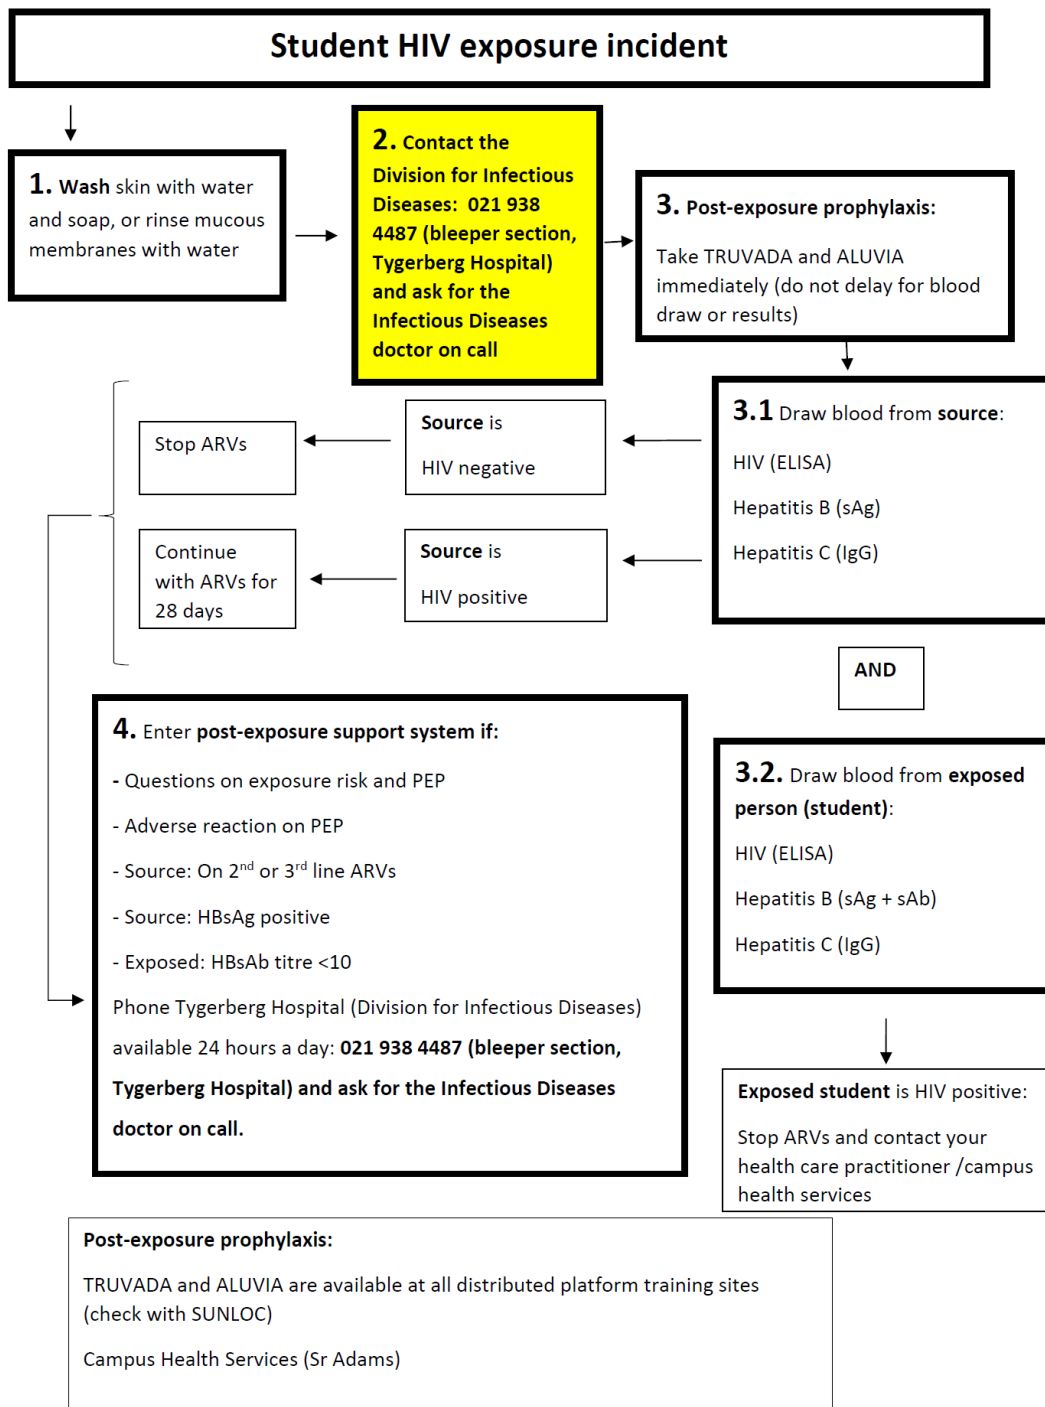 Student HIV exposure incident
1. Wash skin with water
and soap, or rinse mucous
membranes with water
2. Contact the
Division for Infectious
Diseases: 021 938
4487 (bleeper section,
Tygerberg Hospital)
and ask for the
Infectious Diseases
doctor on call
3. Post-exposure prophylaxis:
Take TRUVADA and ALUVIA
immediately (do not delay for blood
draw or results)
3.1 Draw blood from source:
HIV (ELISA)
Hepatitis B (sAg)
Hepatitis C (IgG)
Source is
HIV negative
Stop ARVs
Source is
HIV positive
Continue
with ARVs for
28 days
AND
3.2. Draw blood from exposed
person (student):
HIV (ELISA)
Hepatitis B (sAg + sAb)
Hepatitis C (IgG)
Exposed student is HIV positive:
Stop ARVs and contact your
health care practitioner /campus
health services
4. Enter post-exposure support system if:
- Questions on exposure risk and PEP
- Adverse reaction on PEP
- Source: On 2nd or 3rd line ARVs
- Source: HBsAg positive
- Exposed: HBsAb titre <10
Phone Tygerberg Hospital (Division for Infectious Diseases)
available 24 hours a day: 021 938 4487 (bleeper section,
Tygerberg Hospital) and ask for the Infectious Diseases
doctor on call.
Post-exposure prophylaxis:
TRUVADA and ALUVIA are available at all distributed platform training sites
(check with SUNLOC)
Campus Health Services (Sr Adams)